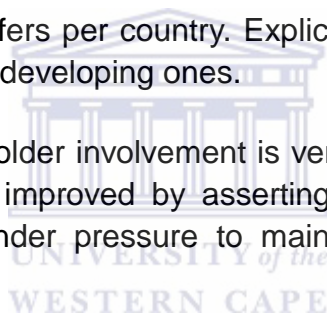 fers per country. Explic
developing ones.
older involvement is ver
improved by asserting
nder pressure to main
UNIVERSITY of the
WESTERN CAPE